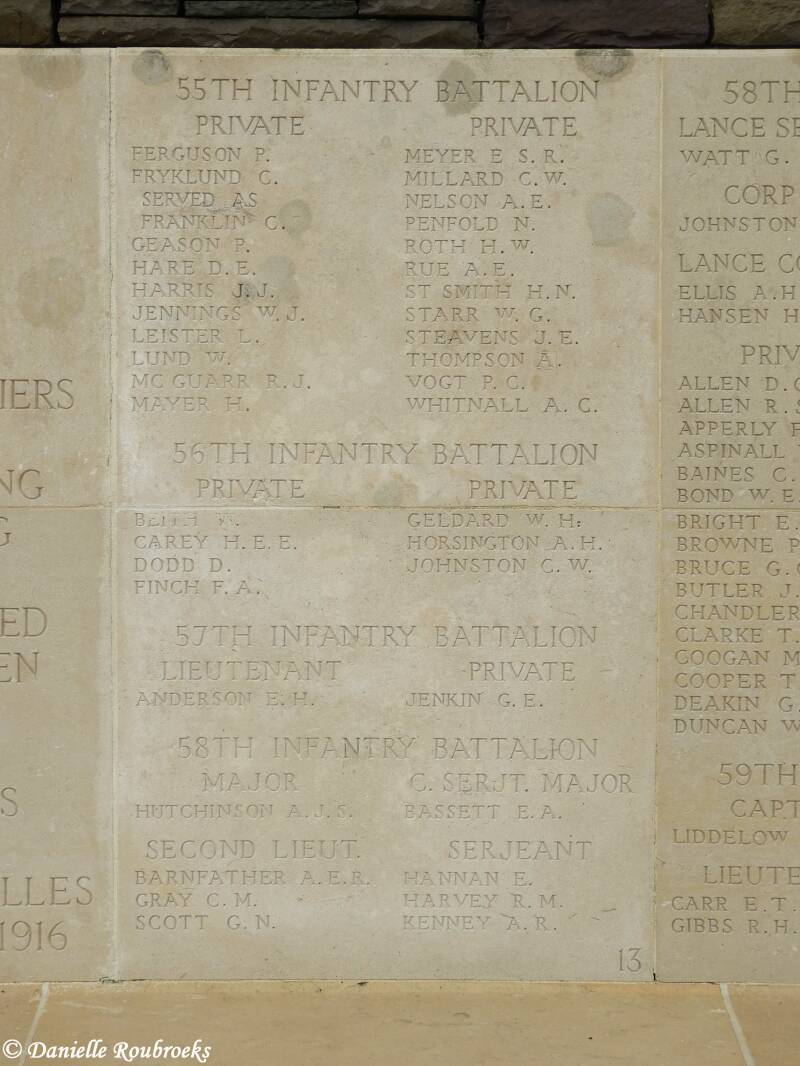 IERS
NG
G
ED
EN
S
LLES
1916
55TH INFANTRY BATTALION
PRIVATE
FERGUSON P.
FRYKLUND C.
SERVED AS
FRANKLIN C.
GEASON P.
HARE D.E.
HARRIS J.J.
JENNINGS W.J.
LEISTER L.
LUND W.
MCGUARR R.J.
MAYER H.
PRIVATE
MEYER E S.R.
MILLARD C.W.
NELSON A.E.
PENFOLD N.
ROTH H.W.
RUE A.E.
ST SMITH H.N.
STARR W.G.
STEAVENS J.E.
THOMPSON A.
VOGT P.C.
WHITNALL A.C.
56TH INFANTRY BATTALION
PRIVATE
CAREY H.E.E.
DODD D.
FINCH F.A.
PRIVATE
GELDARD W.H.
HORSINGTON A.H.
JOHNSTON C.W.
57TH INFANTRY BATTALION
LIEUTENANT
ANDERSON E.H.
PRIVATE
JENKIN G.E.
58TH INFANTRY BATTALION
MAJOR
HUTCHINSON A.J.S.
C. SERJT. MAJOR
BASSETT E.A.
SECOND LIEUT.
BARNFATHER A.E.R.
GRAY C.M.
SCOTT G.N.
SERJEANT
HANNAN E.
HARVEY R.M.
KENNEY A.R.
13
58TH
LANCE SE
WATT G.
CORP
JOHNSTON
LANCE CO
ELLIS A.H
HANSEN H
PRIV
ALLEN D.
ALLEN R.
APPERLY
ASPINALL
BAINES C.
BOND W.E.
BRIGHT E.
BROWNE P
BRUCE G.
BUTLER J.
CHANDLER
CLARKE T.
COOGAN M
COOPER T
DEAKIN G.
DUNCAN W
59TH
CAPT
LIDDELOW
LIEUTE
CARR E.T.
GIBBS R.H.
© Danielle Roubroeks